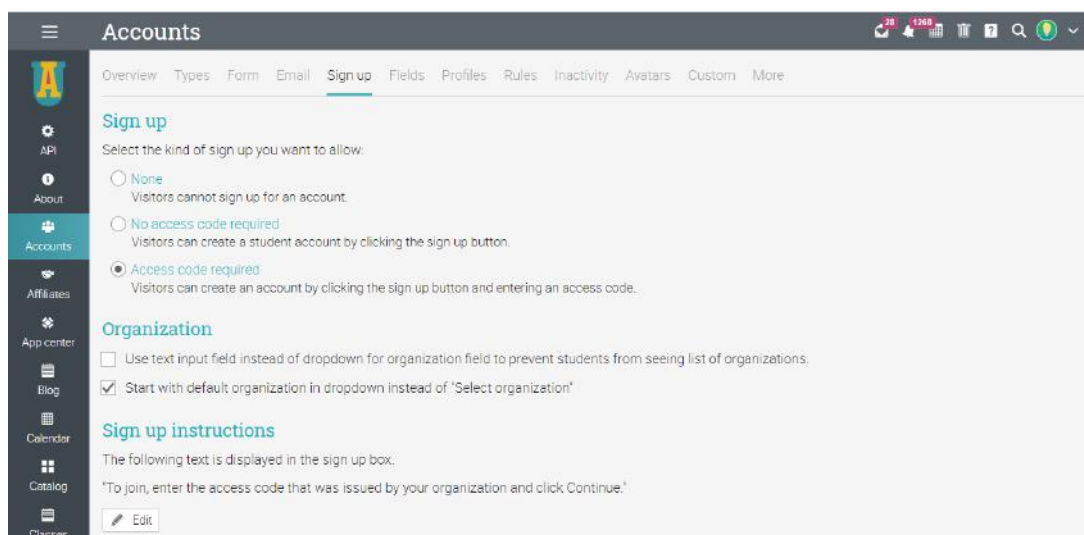 Accounts
28
1268
Overview Types Form Email Sign up Fields Profiles Rules Inactivity Avatars Custom More
A
API
About
Accounts
Affiliates
App center
Blog
Calendar
Catalog
Classes
Sign up
Select the kind of sign up you want to allow:
None
Visitors cannot sign up for an account.
No access code required
Visitors can create a student account by clicking the sign up button.
Access code required
Visitors can create an account by clicking the sign up button and entering an access code.
Organization
Use text input field instead of dropdown for organization field to prevent students from seeing list of organizations.
Start with default organization in dropdown instead of "Select organization"
Sign up instructions
The following text is displayed in the sign up box.
"To join, enter the access code that was issued by your organization and click Continue."
Edit